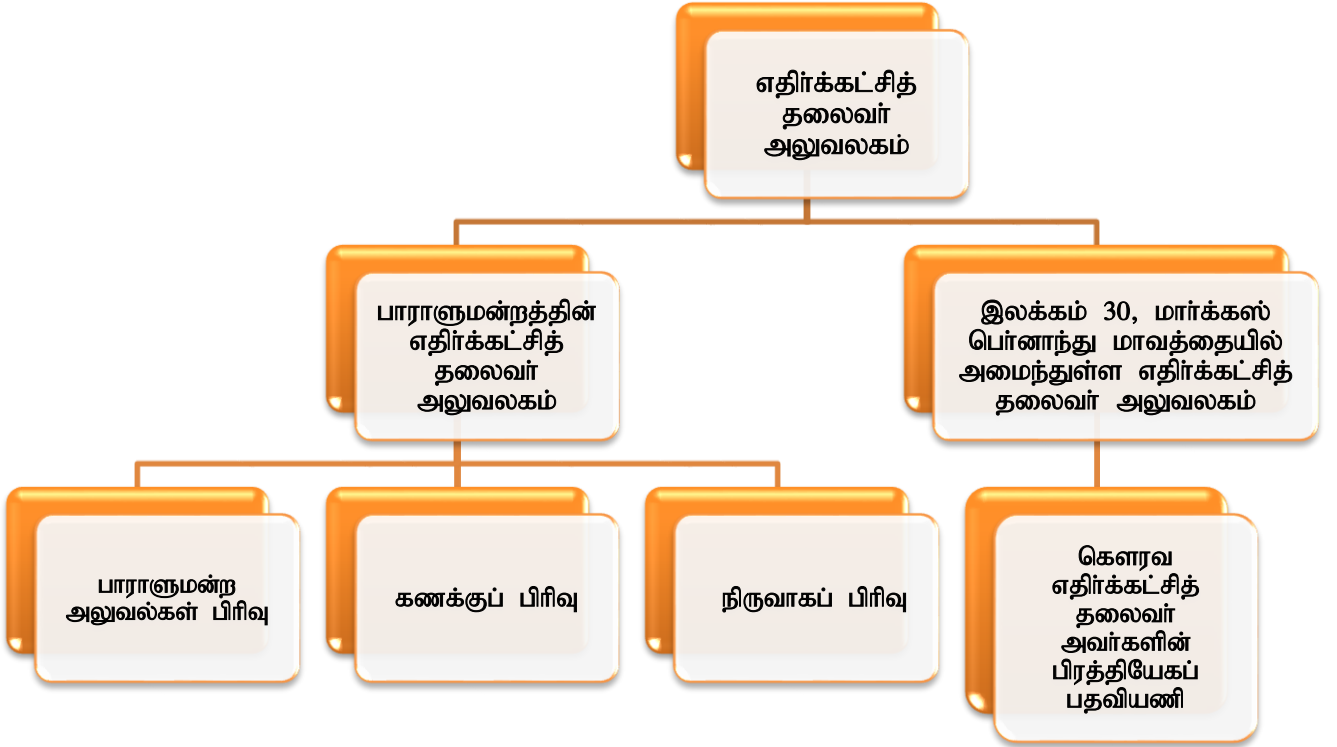 எதிர்க்கட்சித்
தலைவர்
அலுவலகம்
பாராளுமன்றத்தின்
எதிர்க்கட்சித்
தலைவர்
அலுவலகம்
இலக்கம் 30, மார்க்கஸ்
பெர்னாந்து மாவத்தையில்
அமைந்துள்ள எதிர்க்கட்சித்
தலைவர் அலுவலகம்
பாராளுமன்ற
அலுவல்கள் பிரிவு
கணக்குப் பிரிவு
நிருவாகப் பிரிவு
கௌரவ
எதிர்க்கட்சித்
தலைவர்
அவர்களின்
பிரத்தியேகப்
பதவியணி